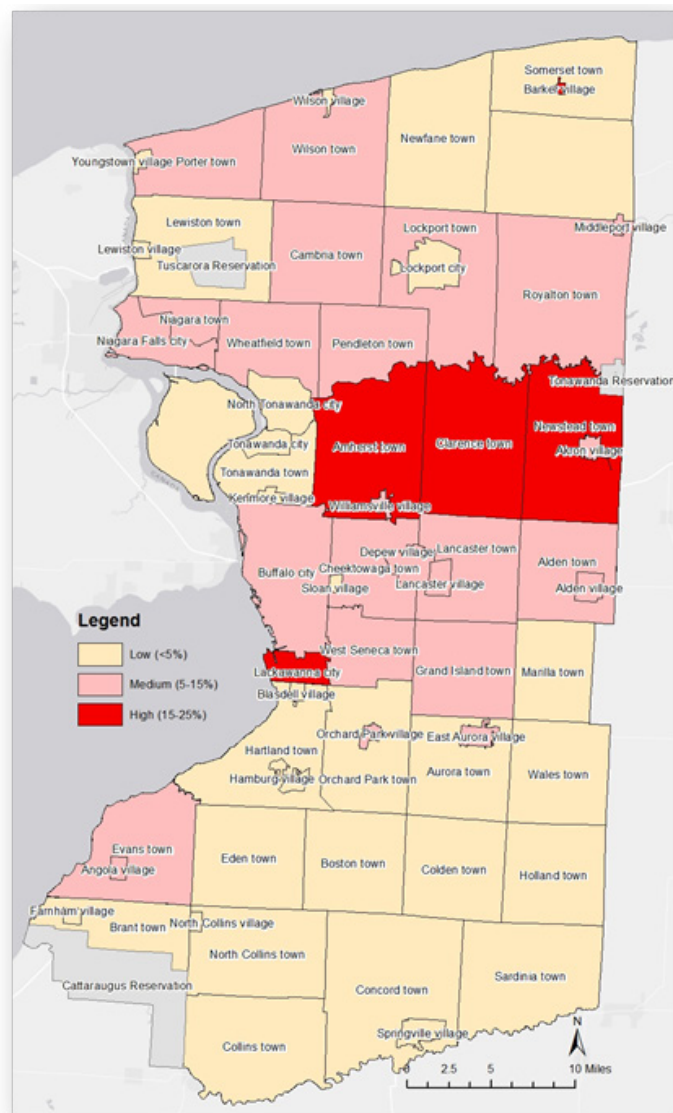 Somerset town
Barker village
Wilson village
Newfane town
Wilson town
Youngstown village Porter town
Lewiston town
Lockport town
Middleport village
Lewiston village
Cambria town
Lockport city
Tuscarora Reservation
Royalton town
Niagara town
Niagara Falls city
Wheatfield town
Pendleton town
Tonawanda Reservation
North Tonawanda city
Newstead town
Tonawanda city
Amherst town
Clarence town
Akron village
Tonawanda town
Kenmore village
Williamsville village
Depew village
Lancaster town
Buffalo city
Cheektowaga town
Alden town
Sloan village
Lancaster village
Alden village
Legend
Low (<5%)
Medium (5-15%)
High (15-25%)
West Seneca town
Lackawanna city
Grand Island town
Marilla town
Blasdell village
Orchard Park village
East Aurora village
Hartland town
Hamburg village
Orchard Park town
Aurora town
Wales town
Evans town
Angola village
Eden town
Boston town
Colden town
Holland town
Farnham village
North Collins village
Brant town
North Collins town
Cattaraugus Reservation
Concord town
Sardinia town
Springville village
Collins town
N
0 2.5 5 10 Miles